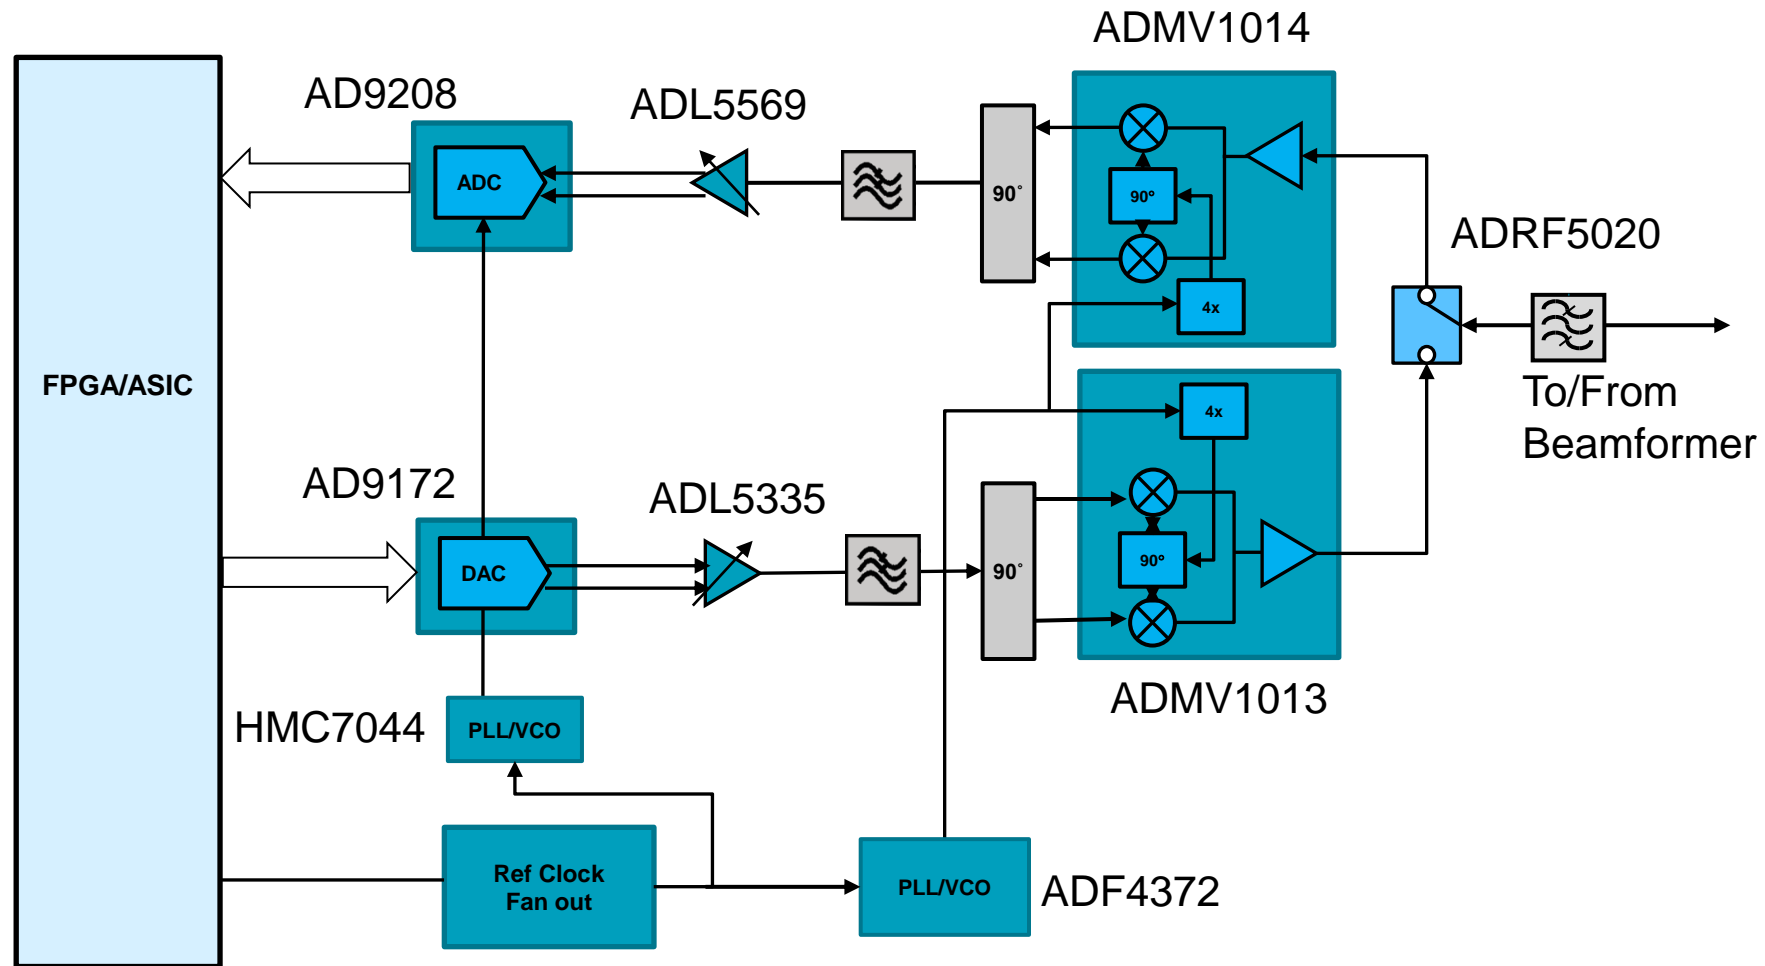 ADMV1014
AD9208
ADL5569
ADC
90°
90°
4x
ADRF5020
FPGA/ASIC
To/From
Beamformer
4x
AD9172
ADL5335
DAC
90°
90°
ADMV1013
HMC7044
PLL/VCO
Ref Clock
Fan out
PLL/VCO
ADF4372